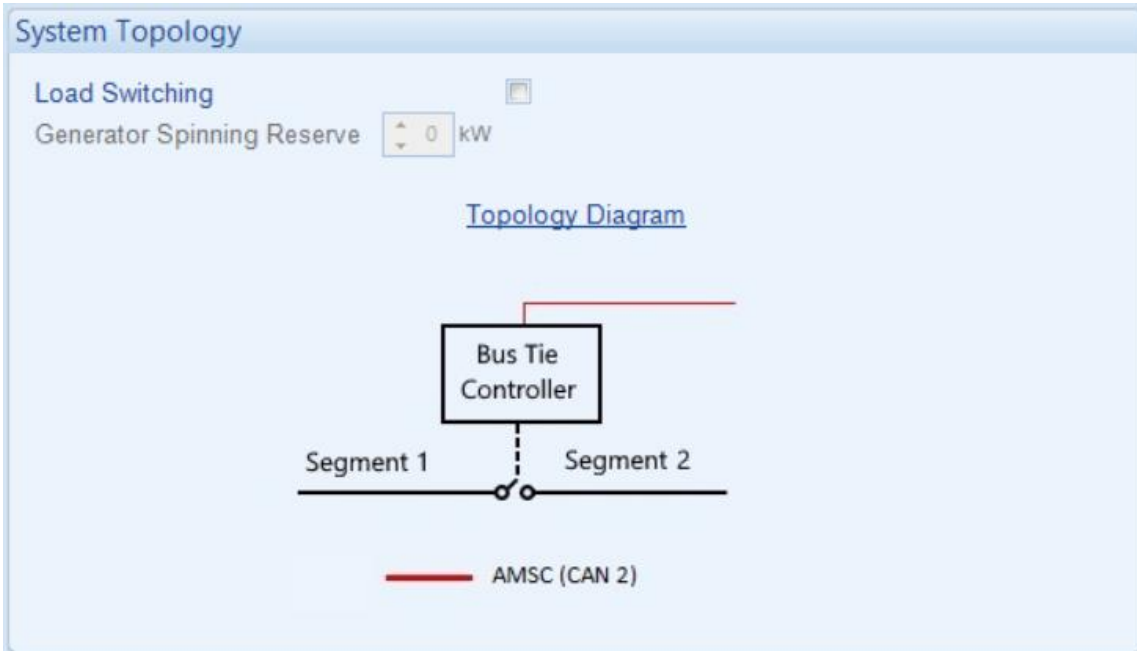 System Topology
Load Switching
Generator Spinning Reserve 0 kW
Topology Diagram
Bus Tie
Controller
Segment 1 Segment 2
AMSC (CAN 2)